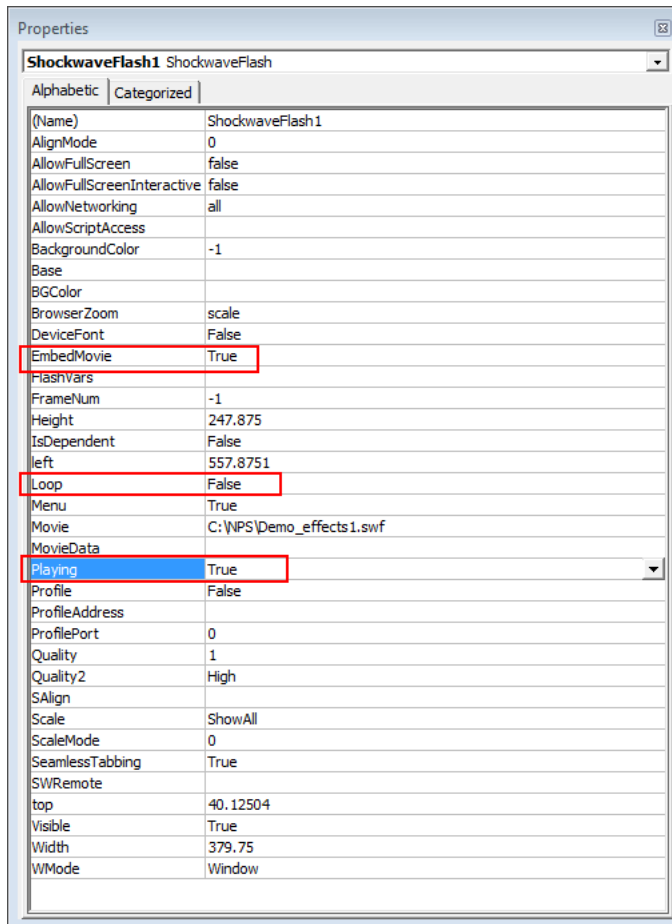 Properties
ShockwaveFlash1 ShockwaveFlash
Alphabetic Categorized
(Name) ShockwaveFlash1
AlignMode 0
AllowFullScreen false
AllowFullScreenInteractive false
AllowNetworking all
AllowScriptAccess
BackgroundColor -1
Base
BGColor
BrowserZoom scale
DeviceFont False
EmbedMovie True
FlashVars
FrameNum -1
Height 247.875
IsDependent False
left 557.8751
Loop False
Menu True
Movie C:\NPS\Demo_effects1.swf
MovieData
Playing True
Profile False
ProfileAddress
ProfilePort 0
Quality 1
Quality2 High
SAlign
Scale ShowAll
ScaleMode 0
SeamlessTabbing True
SWRemote
top 40.12504
Visible True
Width 379.75
WMode Window